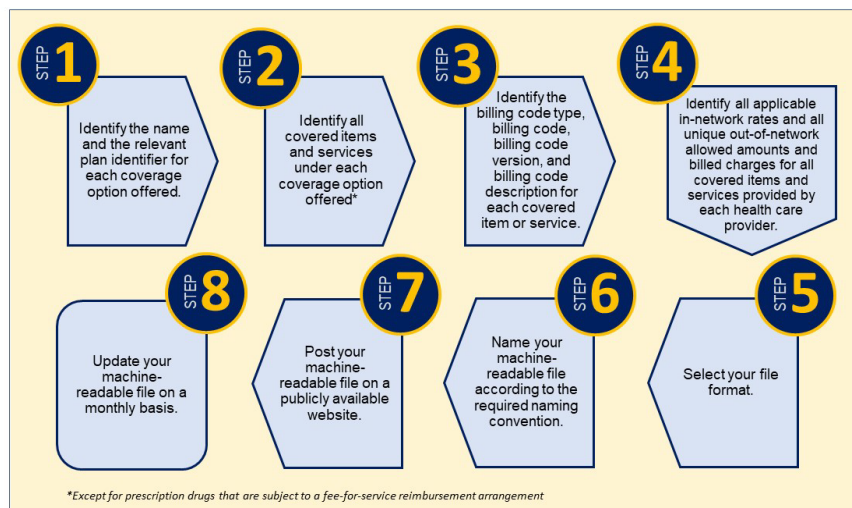 STEP 1
Identify the name
and the relevant
plan identifier for
each coverage
option offered.
STEP 2
Identify all
covered items
and services
under each
coverage option
offered*
STEP 3
Identify the
billing code type,
billing code,
billing code
version, and
billing code
description for
each covered
item or service.
STEP 4
Identify all applicable
in-network rates and all
unique out-of-network
allowed amounts and
billed charges for all
covered items and
services provided by
each health care
provider.
STEP 5
Select your file
format.
STEP 6
Name your
machine-
readable file
according to the
required naming
convention.
STEP 7
Post your
machine-
readable file on a
publicly available
website.
STEP 8
Update your
machine-
readable file on a
monthly basis.
*Except for prescription drugs that are subject to a fee-for-service reimbursement arrangement